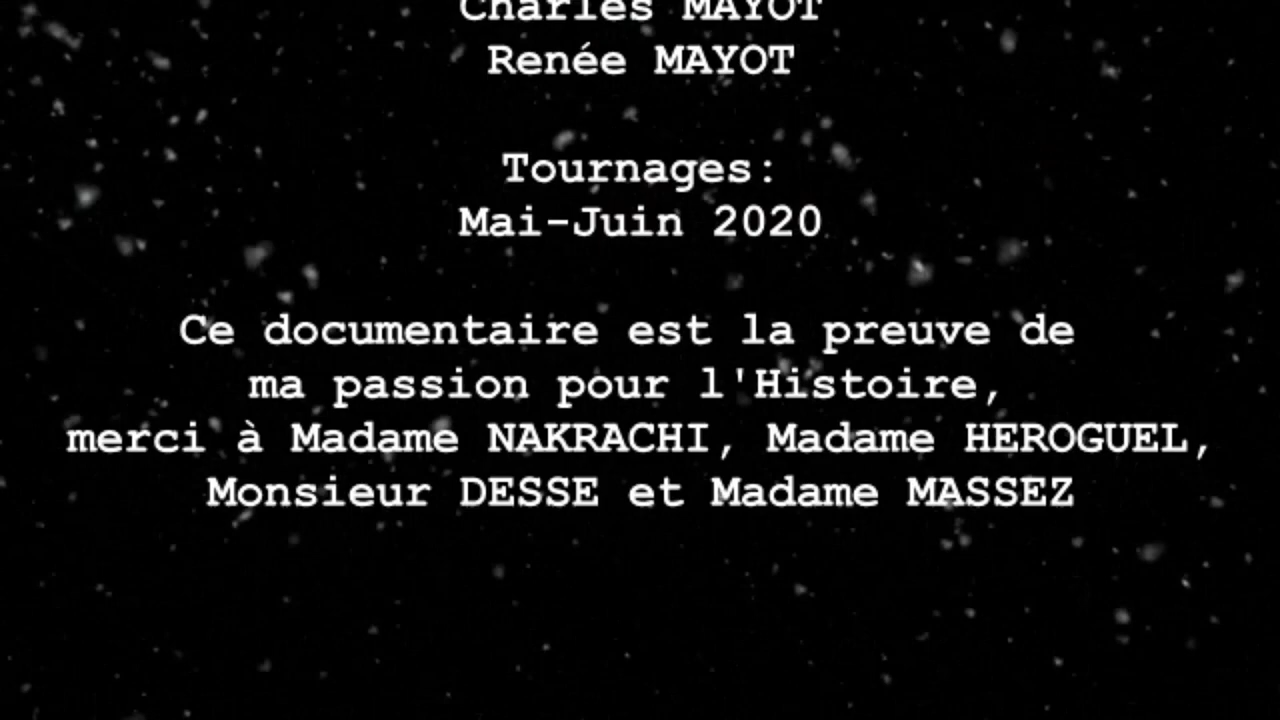 Charles MAYOT
Renée MAYOT
Tournages:
Mai-Juin 2020
Ce documentaire est la preuve de
ma passion pour l'Histoire,
merci à Madame NAKRACHI, Madame HEROGUEL,
Monsieur DESSE et Madame MASSEZ